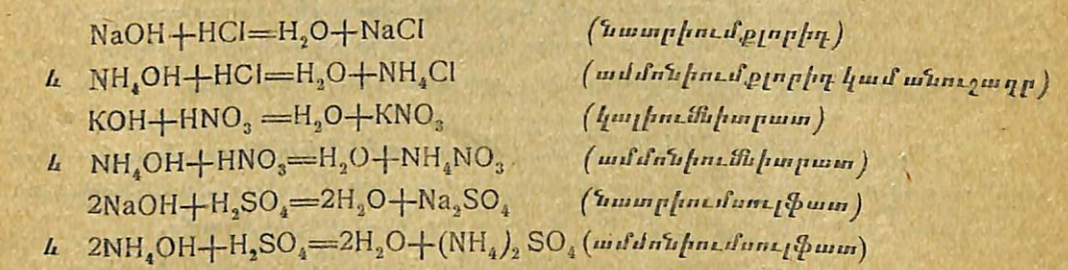 NaOH+HCl=H₂O+NaCl (նատրիումքլորիդ)
և NH₄OH+HCl=H₂O+NH₄Cl (ամմոնիումքլորիդ կամ անուշադր)
KOH+HNO₃=H₂O+KNO₃ (կալիումնիտրատ)
և NH₄OH+HNO₃=H₂O+NH₄NO₃ (ամմոնիումնիտրատ)
2NaOH+H₂SO₄=2H₂O+Na₂SO₄ (նատրիումսուլֆատ)
և 2NH₄OH+H₂SO₄=2H₂O+(NH₄)₂ SO₄ (ամմոնիումսուլֆատ)